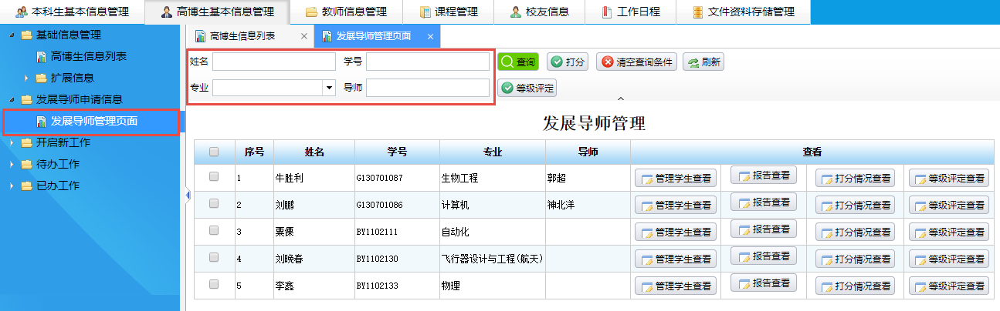 本科生基本信息管理 高博生基本信息管理 教师信息管理 课程管理 校友信息 工作日程 文件资料存储管理
基础信息管理
高博生信息列表
扩展信息
发展导师申请信息
发展导师管理页面
开启新工作
待办工作
已办工作
高博生信息列表 × 发展导师管理页面 ×
姓名 学号 查询 打分 清空查询条件 刷新
专业 导师 等级评定
发展导师管理
序号 姓名 学号 专业 导师 查看
1 牛胜利 G130701087 生物工程 郭超 管理学生查看 报告查看 打分情况查看 等级评定查看
2 刘鹏 G130701086 计算机 神北洋 管理学生查看 报告查看 打分情况查看 等级评定查看
3 粟傈 BY1102111 自动化 管理学生查看 报告查看 打分情况查看 等级评定查看
4 刘晚春 BY1102130 飞行器设计与工程(航天) 管理学生查看 报告查看 打分情况查看 等级评定查看
5 李鑫 BY1102133 物理 管理学生查看 报告查看 打分情况查看 等级评定查看